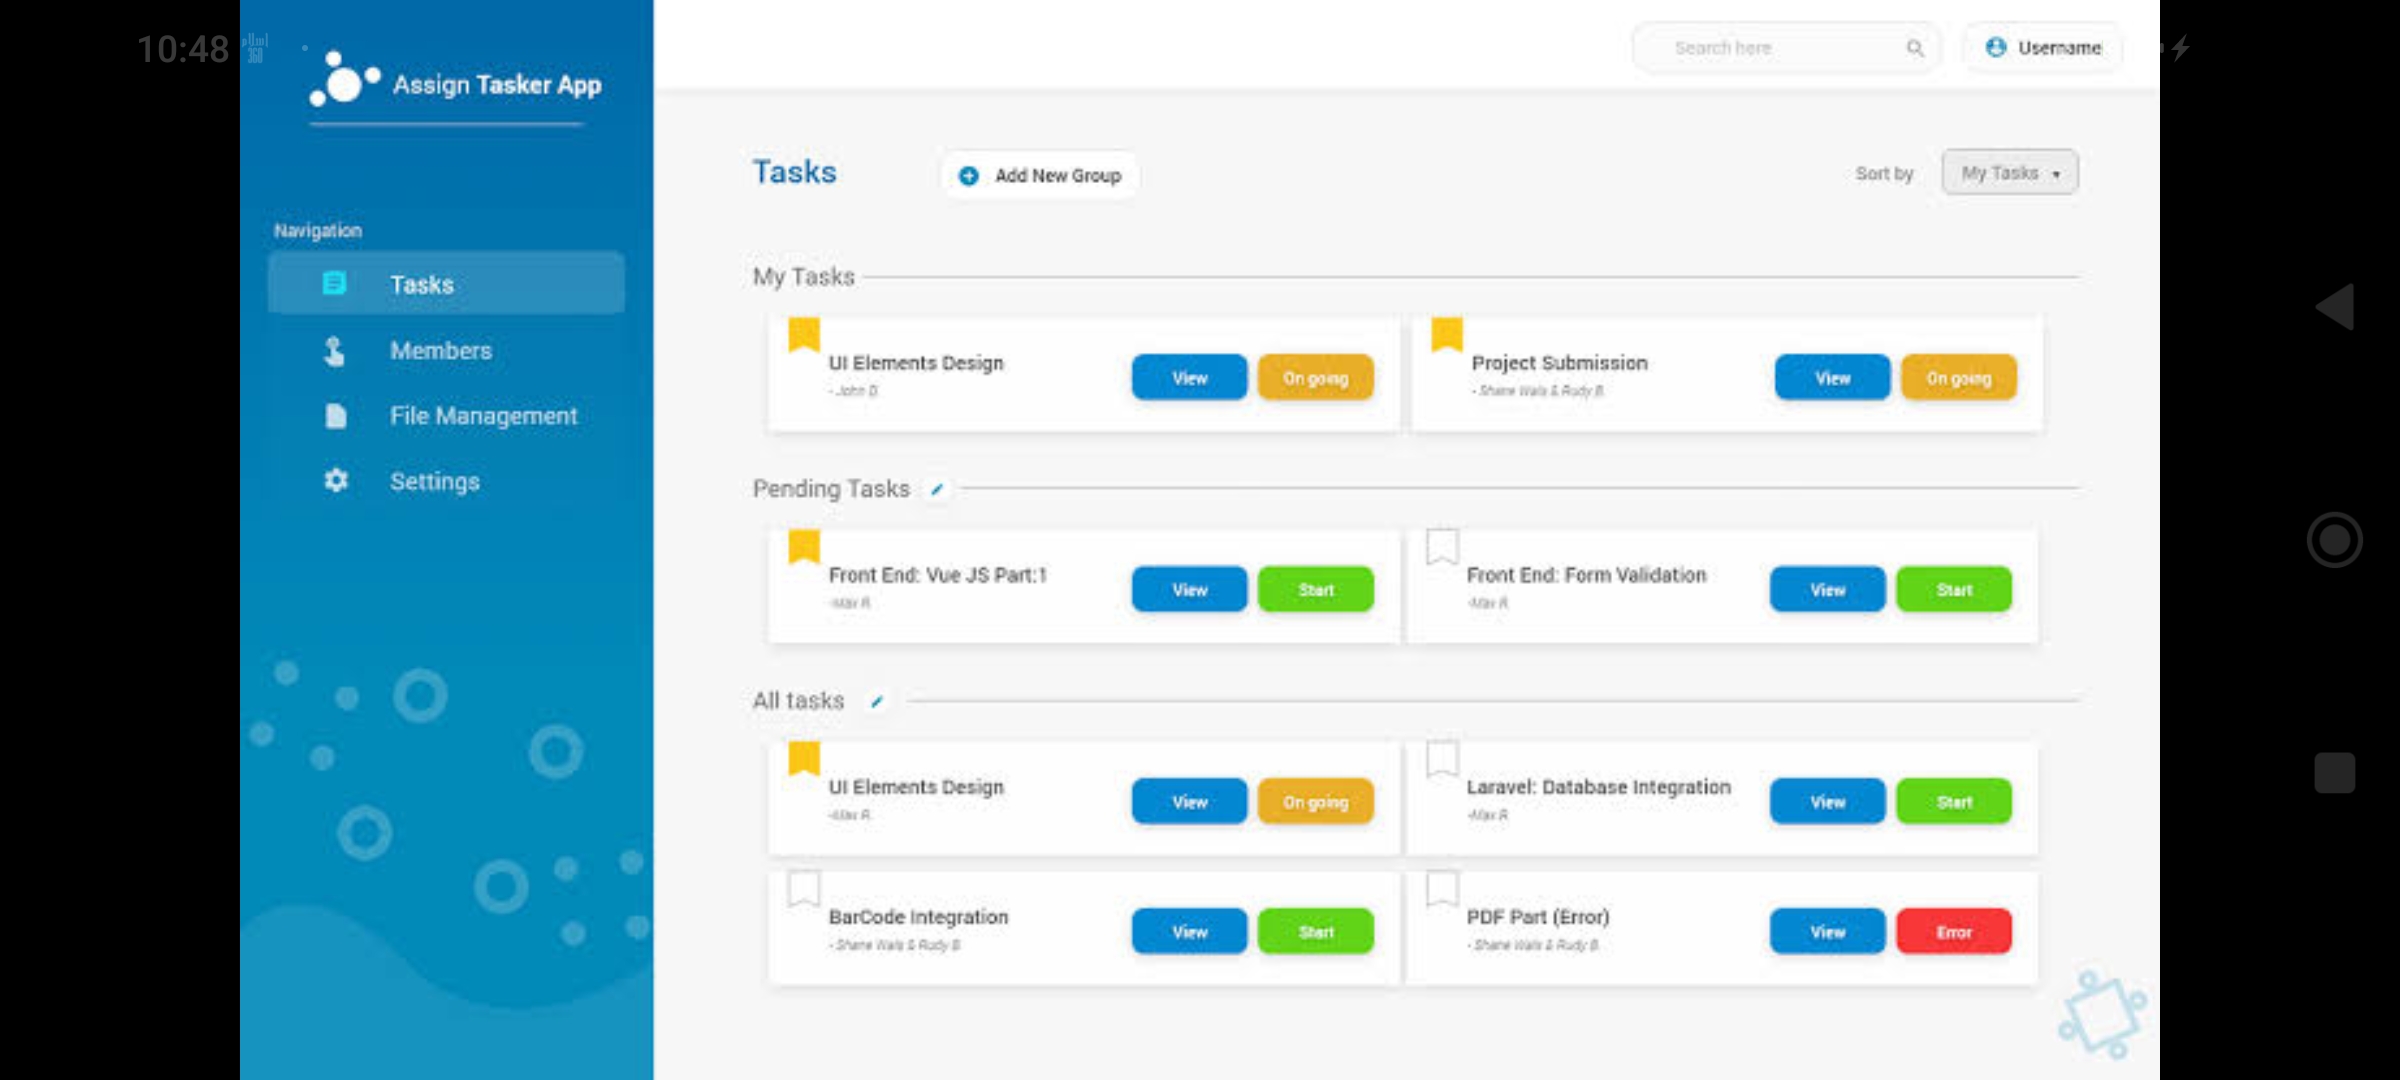 10:48
Assign Tasker App
Search here
Username
Navigation
Tasks
Members
File Management
Settings
Tasks
Add New Group
Sort by
My Tasks
My Tasks
UI Elements Design
- John D
View
On going
Project Submission
- Shane Wals & Rudy B.
View
On going
Pending Tasks
Front End: Vue JS Part:1
-Max R.
View
Start
Front End: Form Validation
-Max R.
View
Start
All tasks
UI Elements Design
-Max R.
View
On going
Laravel: Database Integration
-Max R.
View
Start
BarCode Integration
- Shane Wals & Rudy B.
View
Start
PDF Part (Error)
- Shane Wals & Rudy B.
View
Error